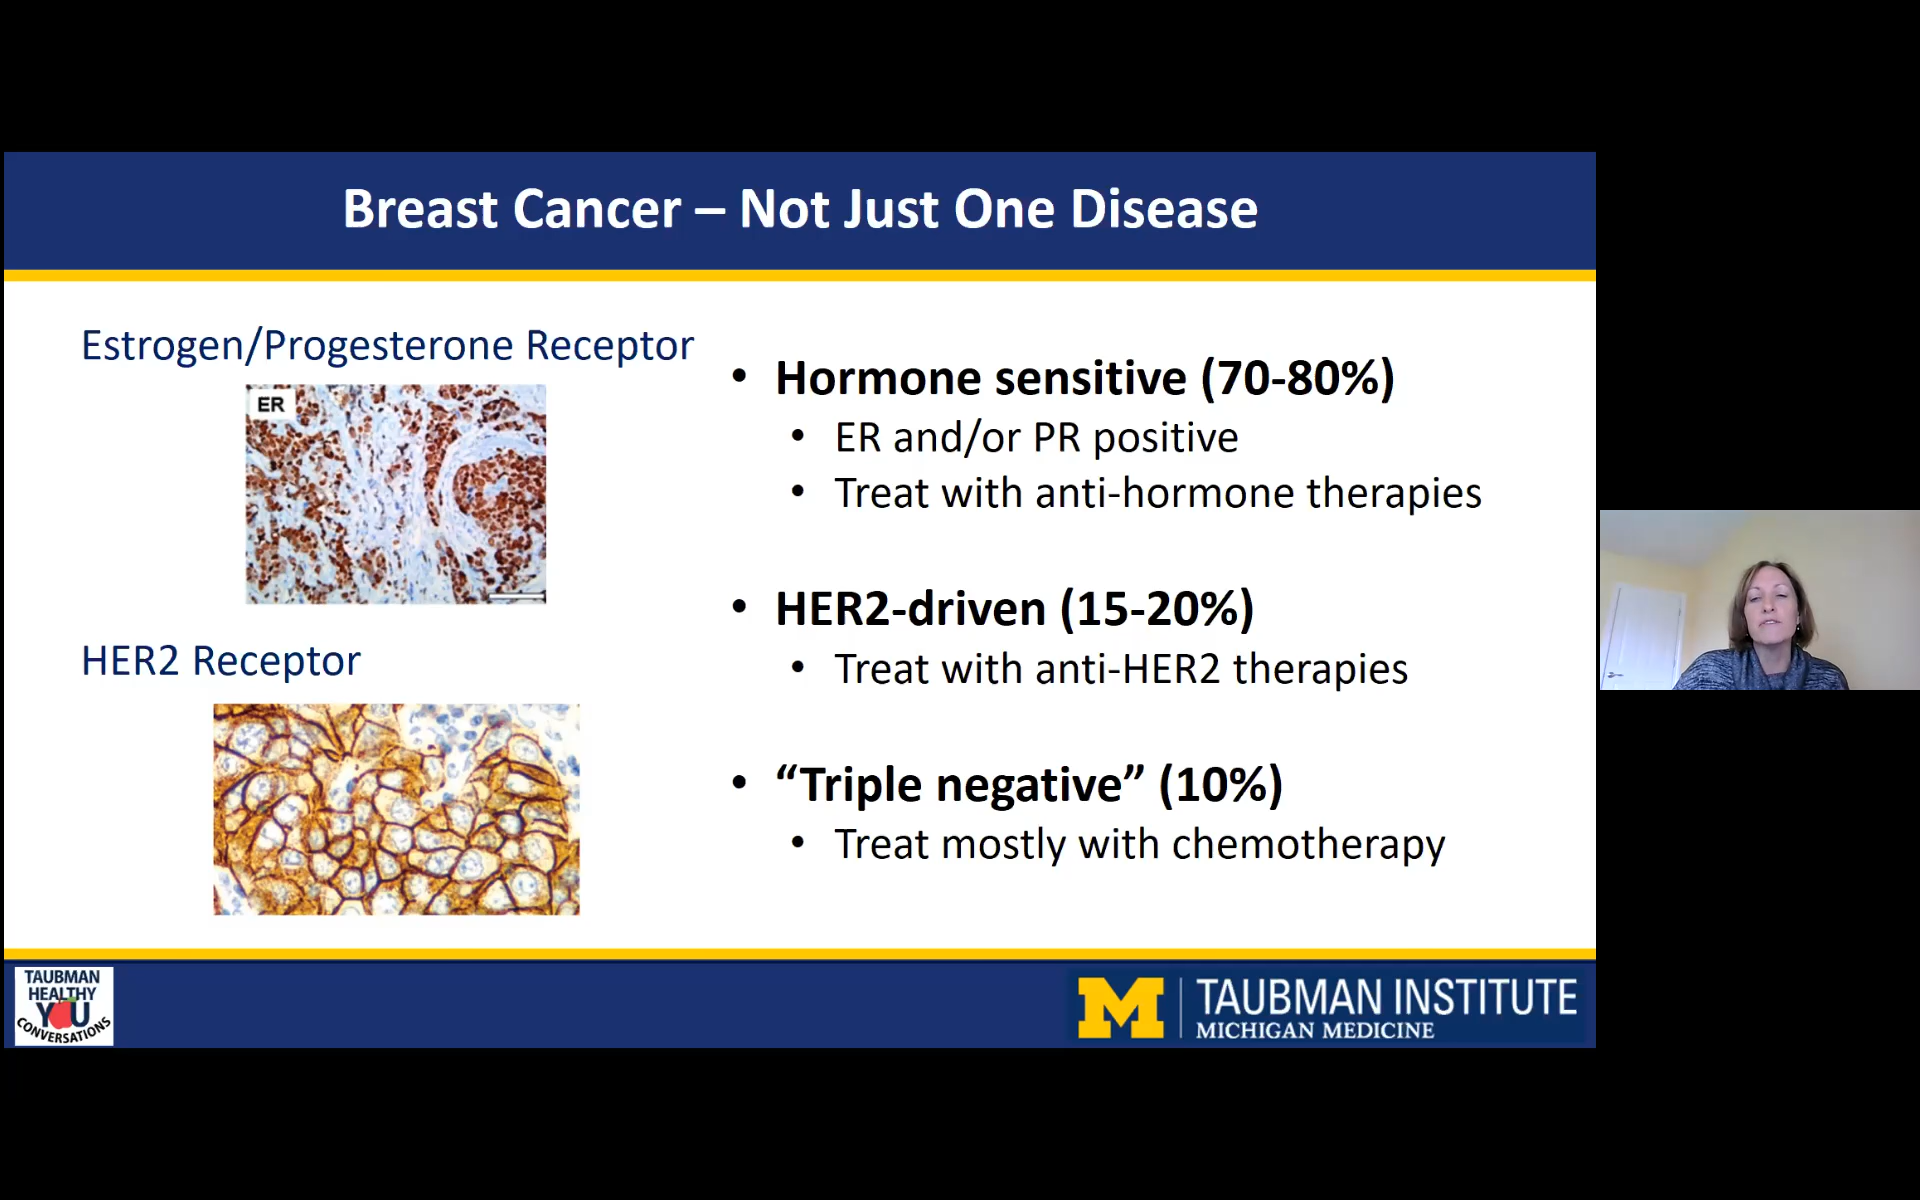 Breast Cancer – Not Just One Disease
Estrogen/Progesterone Receptor
ER
HER2 Receptor
• Hormone sensitive (70-80%)
• ER and/or PR positive
• Treat with anti-hormone therapies
• HER2-driven (15-20%)
• Treat with anti-HER2 therapies
• “Triple negative” (10%)
• Treat mostly with chemotherapy
TAUBMAN
HEALTHY
YOU
CONVERSATIONS
M
TAUBMAN INSTITUTE
MICHIGAN MEDICINE